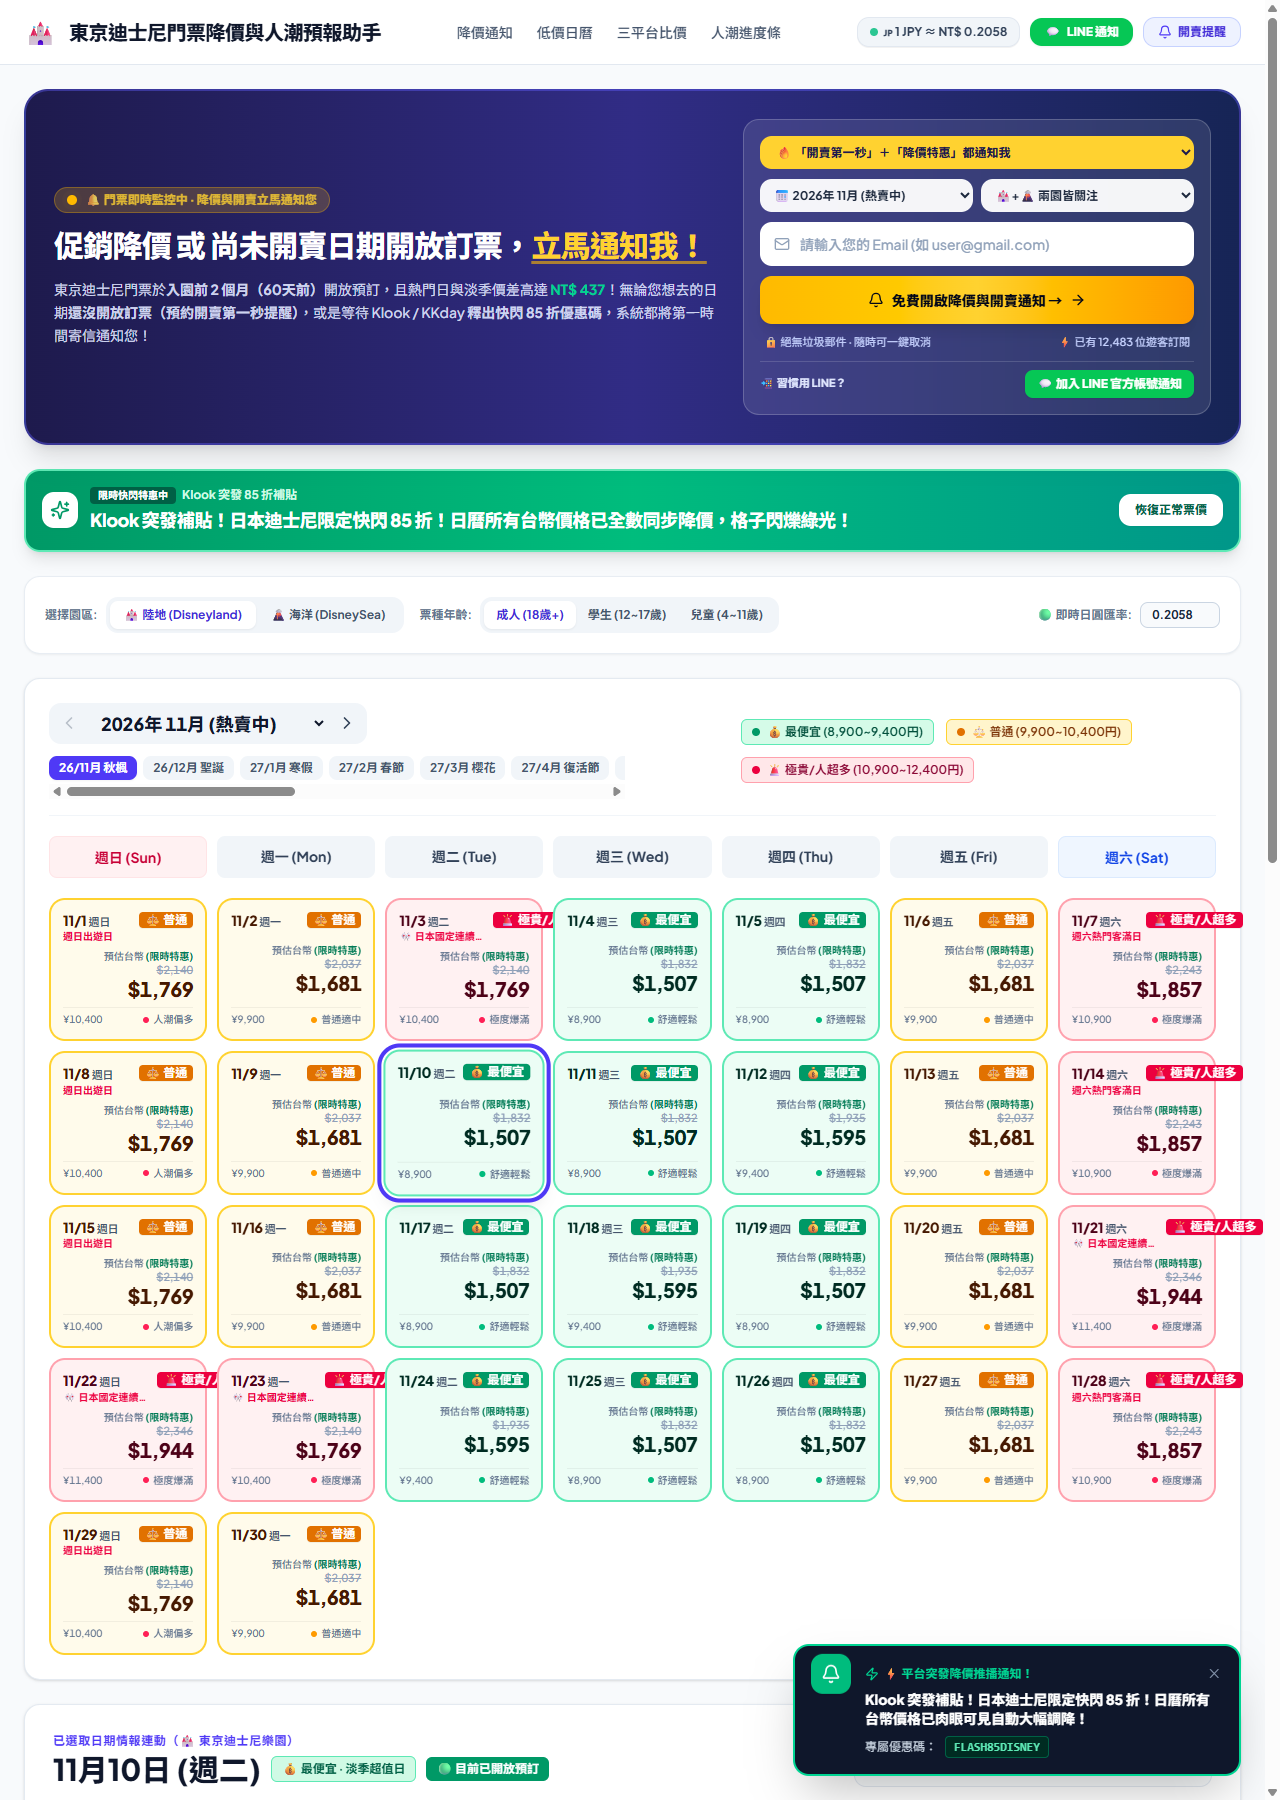 東京迪士尼門票降價與人潮預報助手
降價通知 低價日曆 三平台比價 人潮進度條
JP 1 JPY ≈ NT$ 0.2058
LINE 通知
開賣提醒
門票即時監控中 · 降價與開賣立馬通知您
促銷降價 或 尚未開賣日期開放訂票，立馬通知我！
東京迪士尼門票於入園前 2 個月（60天前）開放預訂，且熱門日與淡季價差高達 NT$ 437！無論您想去的日
期還沒開放訂票（預約開賣第一秒提醒），或是等待 Klook / KKday 釋出快閃 85 折優惠碼，系統都將第一時
間寄信通知您！
「開賣第一秒」＋「降價特惠」都通知我
2026年 11月 (熱賣中)
+ 兩園皆關注
請輸入您的 Email (如 user@gmail.com)
免費開啟降價與開賣通知 → →
絕無垃圾郵件 · 隨時可一鍵取消
已有 12,483 位遊客訂閱
習慣用 LINE？
加入 LINE 官方帳號通知
限時快閃特惠中 Klook 突發 85 折補貼
Klook 突發補貼！日本迪士尼限定快閃 85 折！日曆所有台幣價格已全數同步降價，格子閃爍綠光！
恢復正常票價
選擇園區: 陸地 (Disneyland) 海洋 (DisneySea)
票種年齡: 成人 (18歲+) 學生 (12~17歲) 兒童 (4~11歲)
即時日圓匯率: 0.2058
2026年 11月 (熱賣中)
最便宜 (8,900~9,400円)
普通 (9,900~10,400円)
極貴/人超多 (10,900~12,400円)
26/11月 秋楓 26/12月 聖誕 27/1月 寒假 27/2月 春節 27/3月 櫻花 27/4月 復活節
週日 (Sun) 週一 (Mon) 週二 (Tue) 週三 (Wed) 週四 (Thu) 週五 (Fri) 週六 (Sat)
11/1 週日 普通 11/2 週一 普通 11/3 週二 極貴/人 11/4 週三 最便宜 11/5 週四 最便宜 11/6 週五 普通 11/7 週六 極貴/人超多
週日出遊日 日本國定連續... 週六熱門客滿日
預估台幣 (限時特惠) 預估台幣 (限時特惠) 預估台幣 (限時特惠) 預估台幣 (限時特惠) 預估台幣 (限時特惠) 預估台幣 (限時特惠) 預估台幣 (限時特惠)
$2,140 $2,037 $2,140 $1,832 $1,832 $2,037 $2,243
$1,769 $1,681 $1,769 $1,507 $1,507 $1,681 $1,857
¥10,400 人潮偏多 ¥9,900 普通適中 ¥10,400 極度爆滿 ¥8,900 舒適輕鬆 ¥8,900 舒適輕鬆 ¥9,900 普通適中 ¥10,900 極度爆滿
11/8 週日 普通 11/9 週一 普通 11/10 週二 最便宜 11/11 週三 最便宜 11/12 週四 最便宜 11/13 週五 普通 11/14 週六 極貴/人超多
週日出遊日 週六熱門客滿日
預估台幣 (限時特惠) 預估台幣 (限時特惠) 預估台幣 (限時特惠) 預估台幣 (限時特惠) 預估台幣 (限時特惠) 預估台幣 (限時特惠) 預估台幣 (限時特惠)
$2,140 $2,037 $1,832 $1,832 $1,935 $2,037 $2,243
$1,769 $1,681 $1,507 $1,507 $1,595 $1,681 $1,857
¥10,400 人潮偏多 ¥9,900 普通適中 ¥8,900 舒適輕鬆 ¥8,900 舒適輕鬆 ¥9,400 舒適輕鬆 ¥9,900 普通適中 ¥10,900 極度爆滿
11/15 週日 普通 11/16 週一 普通 11/17 週二 最便宜 11/18 週三 最便宜 11/19 週四 最便宜 11/20 週五 普通 11/21 週六 極貴/人超多
週日出遊日 日本國定連續...
預估台幣 (限時特惠) 預估台幣 (限時特惠) 預估台幣 (限時特惠) 預估台幣 (限時特惠) 預估台幣 (限時特惠) 預估台幣 (限時特惠) 預估台幣 (限時特惠)
$2,140 $2,037 $1,832 $1,935 $1,832 $2,037 $2,346
$1,769 $1,681 $1,507 $1,595 $1,507 $1,681 $1,944
¥10,400 人潮偏多 ¥9,900 普通適中 ¥8,900 舒適輕鬆 ¥9,400 舒適輕鬆 ¥8,900 舒適輕鬆 ¥9,900 普通適中 ¥11,400 極度爆滿
11/22 週日 極貴/人 11/23 週一 極貴/人 11/24 週二 最便宜 11/25 週三 最便宜 11/26 週四 最便宜 11/27 週五 普通 11/28 週六 極貴/人超多
日本國定連續... 日本國定連續... 週六熱門客滿日
預估台幣 (限時特惠) 預估台幣 (限時特惠) 預估台幣 (限時特惠) 預估台幣 (限時特惠) 預估台幣 (限時特惠) 預估台幣 (限時特惠) 預估台幣 (限時特惠)
$2,346 $2,140 $1,935 $1,832 $1,832 $2,037 $2,243
$1,944 $1,769 $1,595 $1,507 $1,507 $1,681 $1,857
¥11,400 極度爆滿 ¥10,400 極度爆滿 ¥9,400 舒適輕鬆 ¥8,900 舒適輕鬆 ¥8,900 舒適輕鬆 ¥9,900 普通適中 ¥10,900 極度爆滿
11/29 週日 普通 11/30 週一 普通
週日出遊日
預估台幣 (限時特惠) 預估台幣 (限時特惠)
$2,140 $2,037
$1,769 $1,681
¥10,400 人潮偏多 ¥9,900 普通適中
平台突發降價推播通知！
Klook 突發補貼！日本迪士尼限定快閃 85 折！日曆所有
台幣價格已肉眼可見自動大幅調降！
專屬優惠碼： FLASH85DISNEY
已選取日期情報連動（ 東京迪士尼樂園）
11月10日 (週二) 最便宜 · 淡季超值日 目前已開放預訂